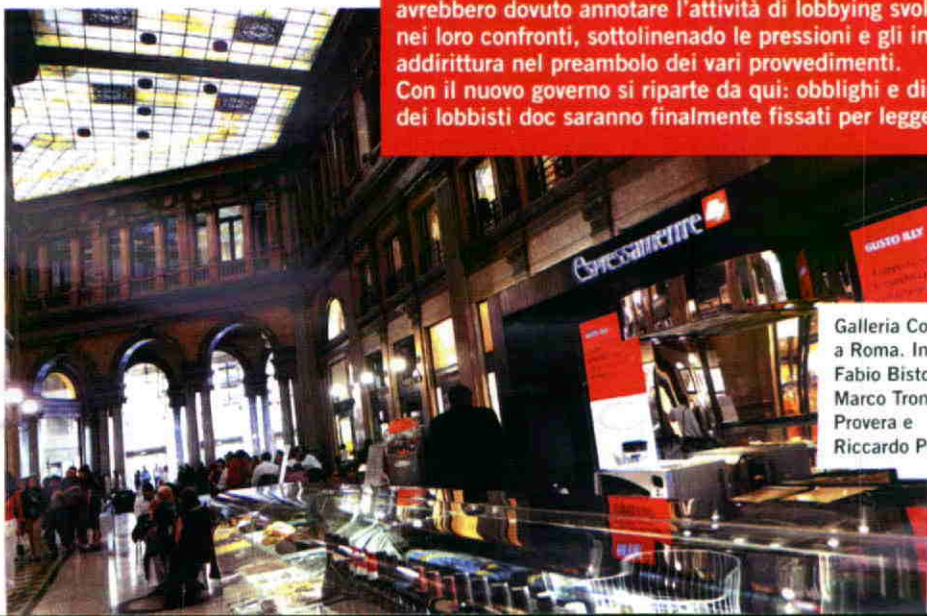 avrebbero dovuto annotare l'attività di lobbying svol
nei loro confronti, sottolinenado le pressioni e gli in
addirittura nel preambolo dei vari provvedimenti.
Con il nuovo governo si riparte da qui: obblighi e di
dei lobbisti doc saranno finalmente fissati per legge
espressamente
GUSTO ILLY
Galleria Co
a Roma. In
Fabio Bisto
Marco Tron
Provera e
Riccardo P